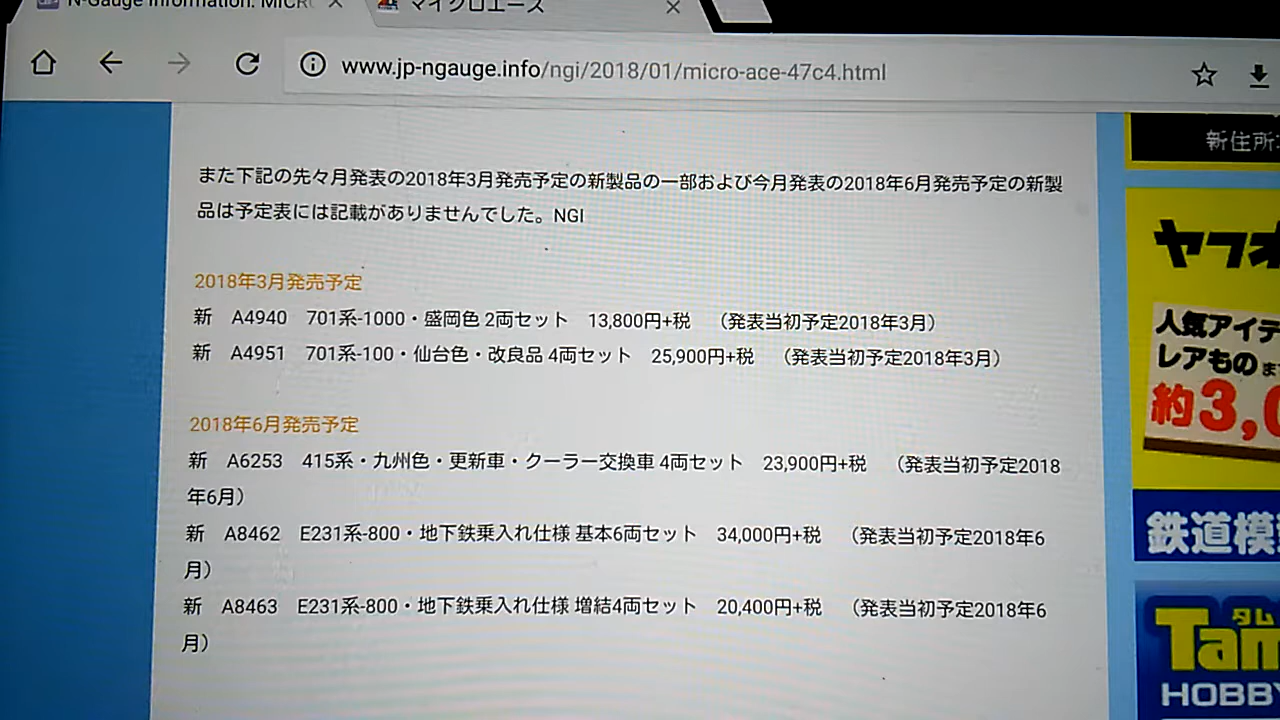 N-Gauge Information: MICR
マイクロエース
www.jp-ngauge.info/ngi/2018/01/micro-ace-47c4.html
また下記の先々月発表の2018年3月発売予定の新製品の一部および今月発表の2018年6月発売予定の新製
品は予定表には記載がありませんでした。NGI
2018年3月発売予定
新 A4940 701系-1000・盛岡色 2両セット 13,800円+税 （発表当初予定2018年3月）
新 A4951 701系-100・仙台色・改良品 4両セット 25,900円+税 （発表当初予定2018年3月）
2018年6月発売予定
新 A6253 415系・九州色・更新車・クーラー交換車 4両セット 23,900円+税 （発表当初予定2018
年6月）
新 A8462 E231系-800・地下鉄乗入れ仕様 基本6両セット 34,000円+税 （発表当初予定2018年6
月）
新 A8463 E231系-800・地下鉄乗入れ仕様 増結4両セット 20,400円+税 （発表当初予定2018年6
月）
新住所
ヤフオ
人気アイテ
レアもの ま
約3,0
鉄道模
タム
Tam
HOBBY